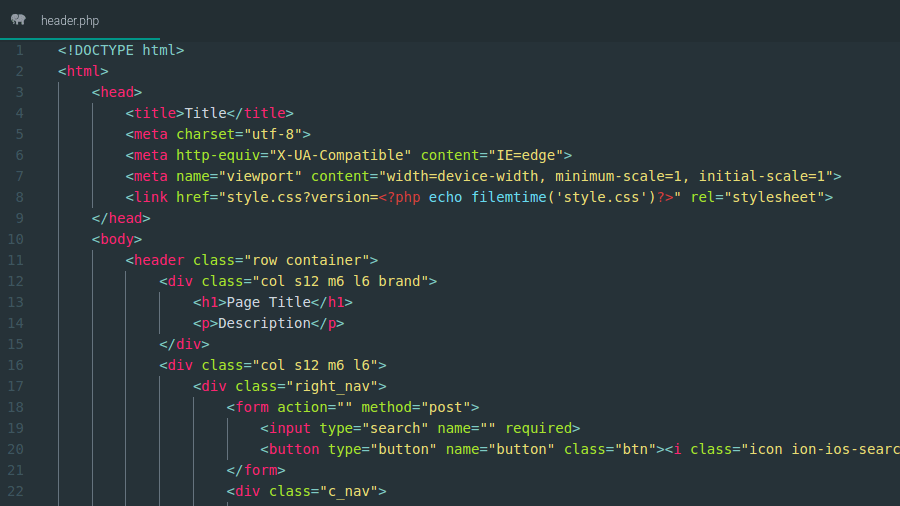 header.php
1 <!DOCTYPE html>
2 <html>
3 <head>
4 <title>Title</title>
5 <meta charset="utf-8">
6 <meta http-equiv="X-UA-Compatible" content="IE=edge">
7 <meta name="viewport" content="width=device-width, minimum-scale=1, initial-scale=1">
8 <link href="style.css?version=<?php echo filemtime('style.css')?>" rel="stylesheet">
9 </head>
10 <body>
11 <header class="row container">
12 <div class="col s12 m6 l6 brand">
13 <h1>Page Title</h1>
14 <p>Description</p>
15 </div>
16 <div class="col s12 m6 l6">
17 <div class="right_nav">
18 <form action="" method="post">
19 <input type="search" name="" required>
20 <button type="button" name="button" class="btn"><i class="icon ion-ios-searc
21 </form>
22 <div class="c_nav">